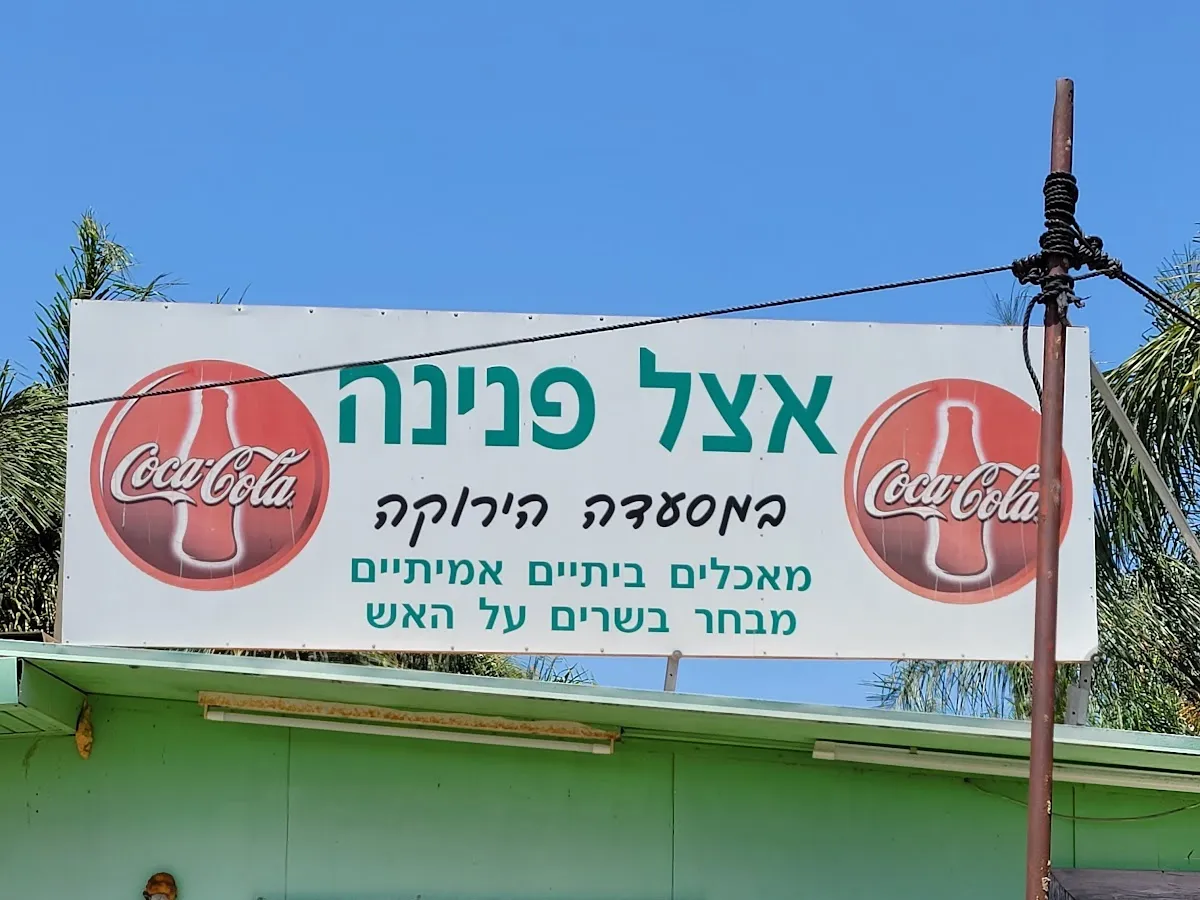 אצל פנינה
במסעדה הירוקה
מאכלים ביתיים אמיתיים
מבחר בשרים על האש
Coca-Cola
Coca-Cola